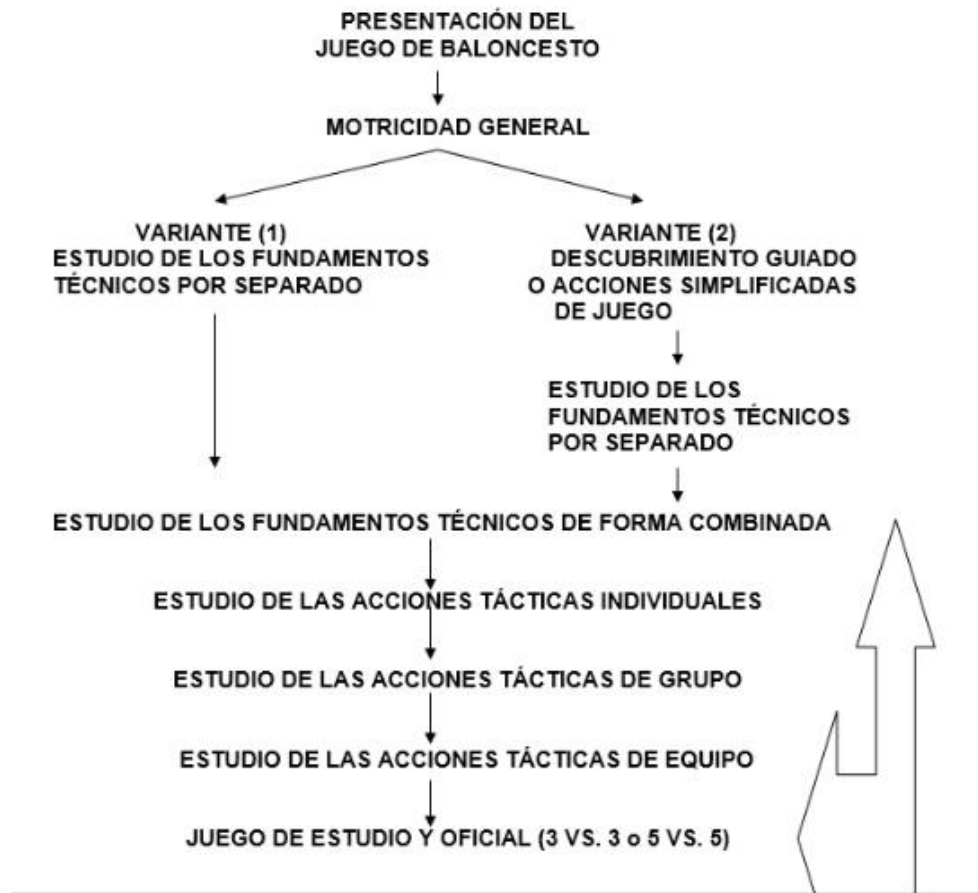 PRESENTACIÓN DEL
JUEGO DE BALONCESTO
MOTRICIDAD GENERAL
VARIANTE (1)
ESTUDIO DE LOS FUNDAMENTOS
TÉCNICOS POR SEPARADO
VARIANTE (2)
DESCUBRIMIENTO GUIADO
O ACCIONES SIMPLIFICADAS
DE JUEGO
ESTUDIO DE LOS
FUNDAMENTOS TÉCNICOS
POR SEPARADO
ESTUDIO DE LOS FUNDAMENTOS TÉCNICOS DE FORMA COMBINADA
ESTUDIO DE LAS ACCIONES TÁCTICAS INDIVIDUALES
ESTUDIO DE LAS ACCIONES TÁCTICAS DE GRUPO
ESTUDIO DE LAS ACCIONES TÁCTICAS DE EQUIPO
JUEGO DE ESTUDIO Y OFICIAL (3 VS. 3 o 5 VS. 5)